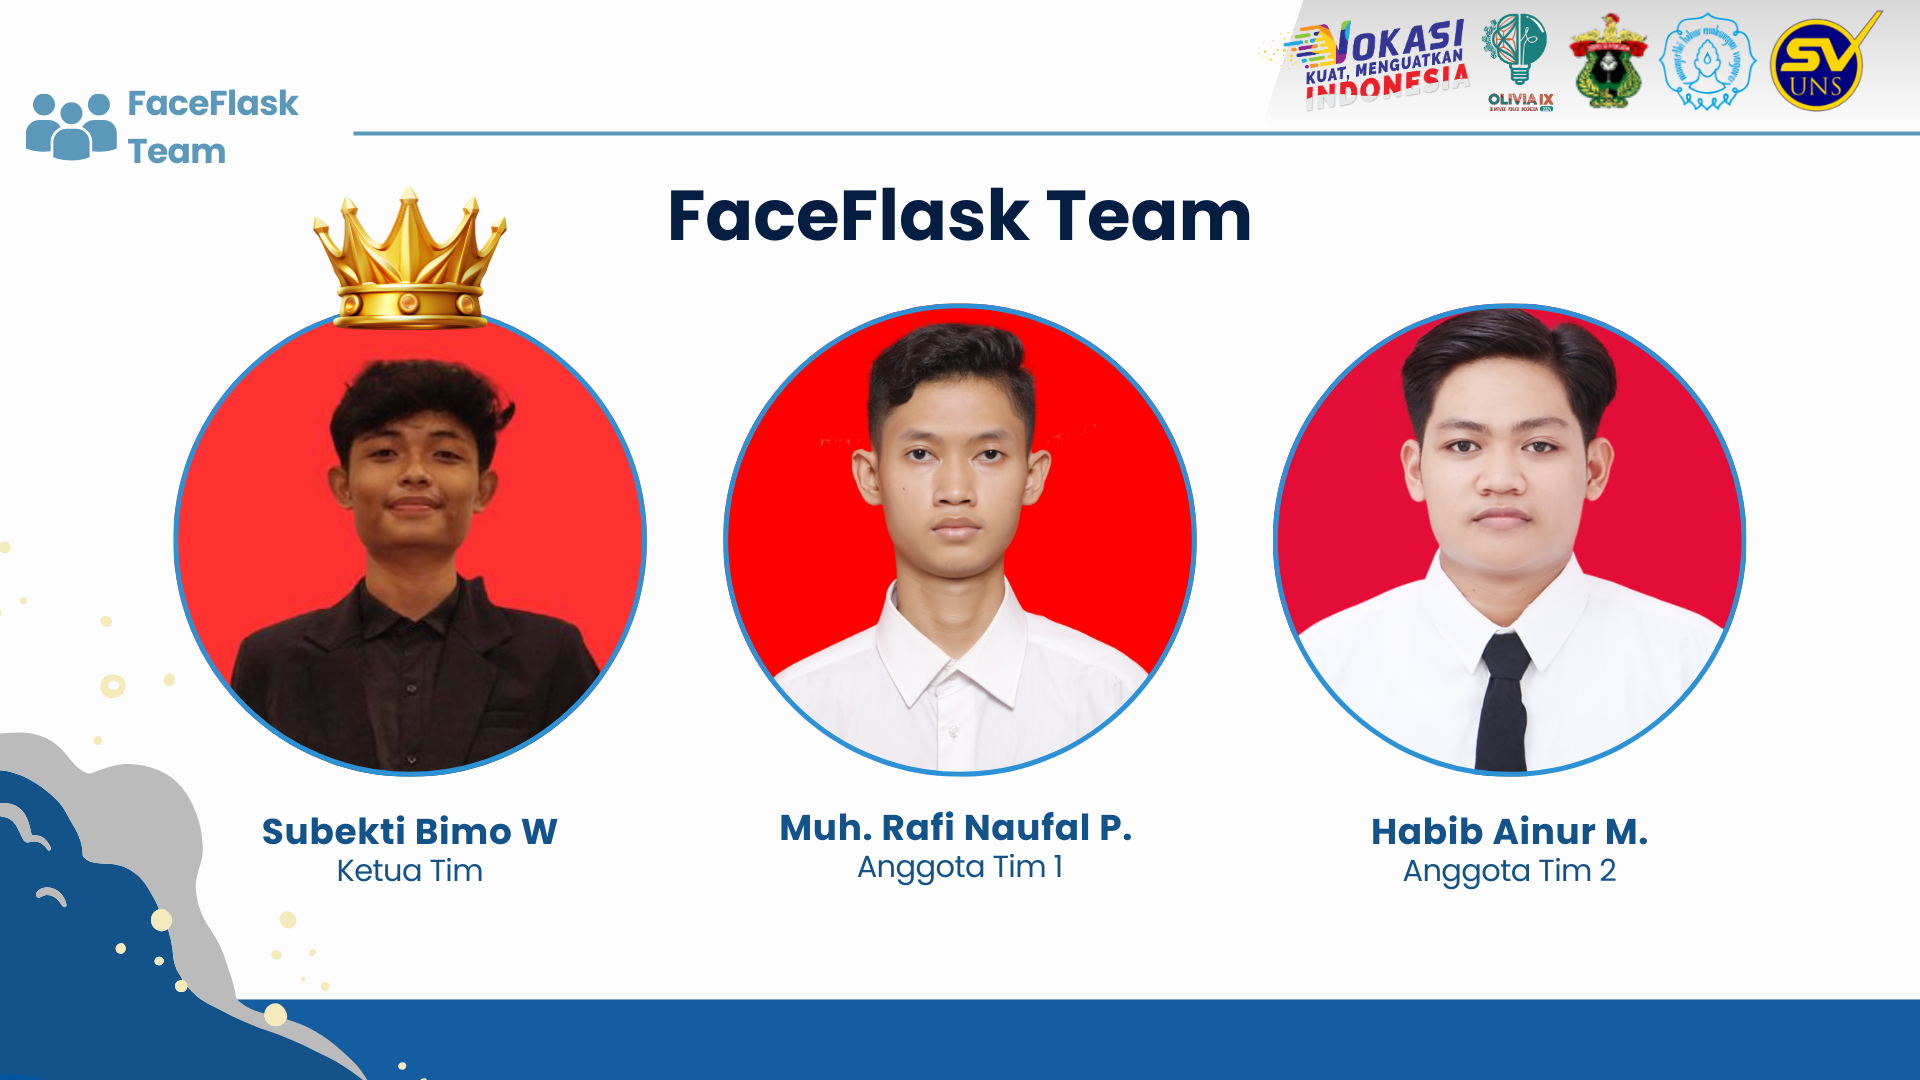 FaceFlask
Team
VOKASI
KUAT, MENGUATKAN
INDONESIA
OLIVIA IX
SV
UNS
FaceFlask Team
Subekti Bimo W
Ketua Tim
Muh. Rafi Naufal P.
Anggota Tim 1
Habib Ainur M.
Anggota Tim 2